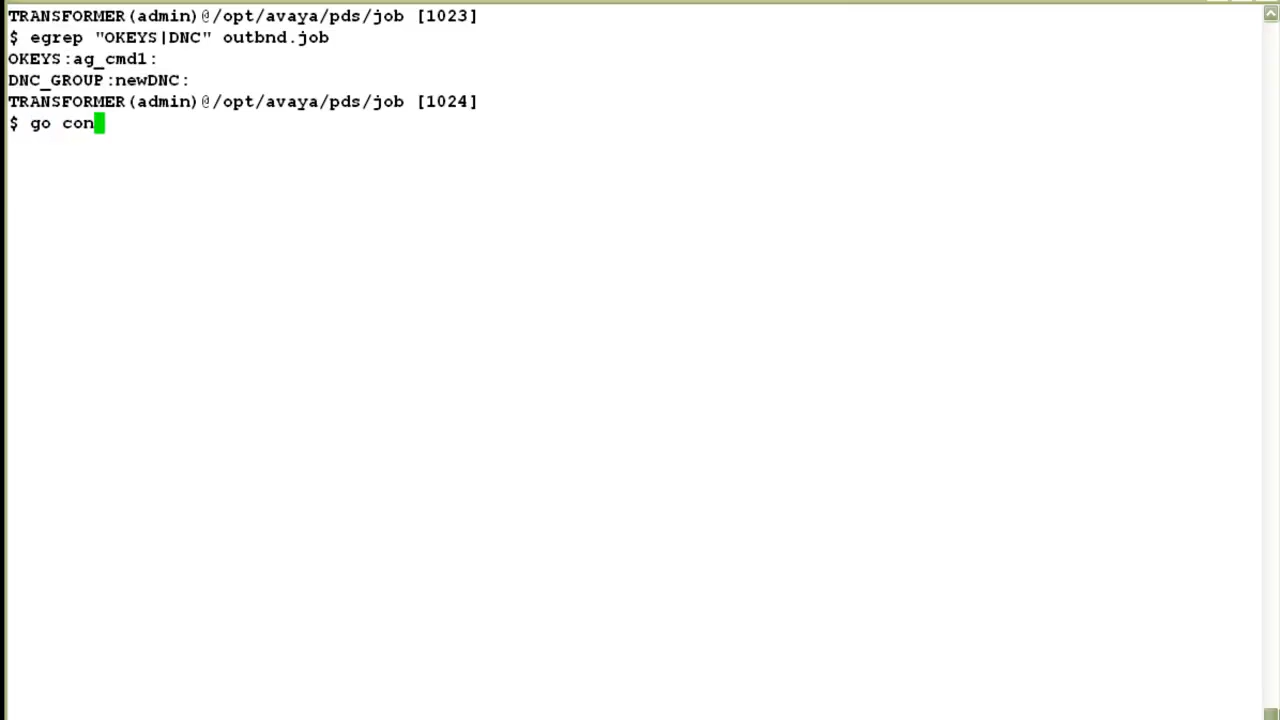 TRANSFORMER(admin)@/opt/avaya/pds/job [1023]
$ egrep "OKEYS|DNC" outbnd.job
OKEYS:ag_cmd1:
DNC_GROUP:newDNC:
TRANSFORMER(admin)@/opt/avaya/pds/job [1024]
$ go con